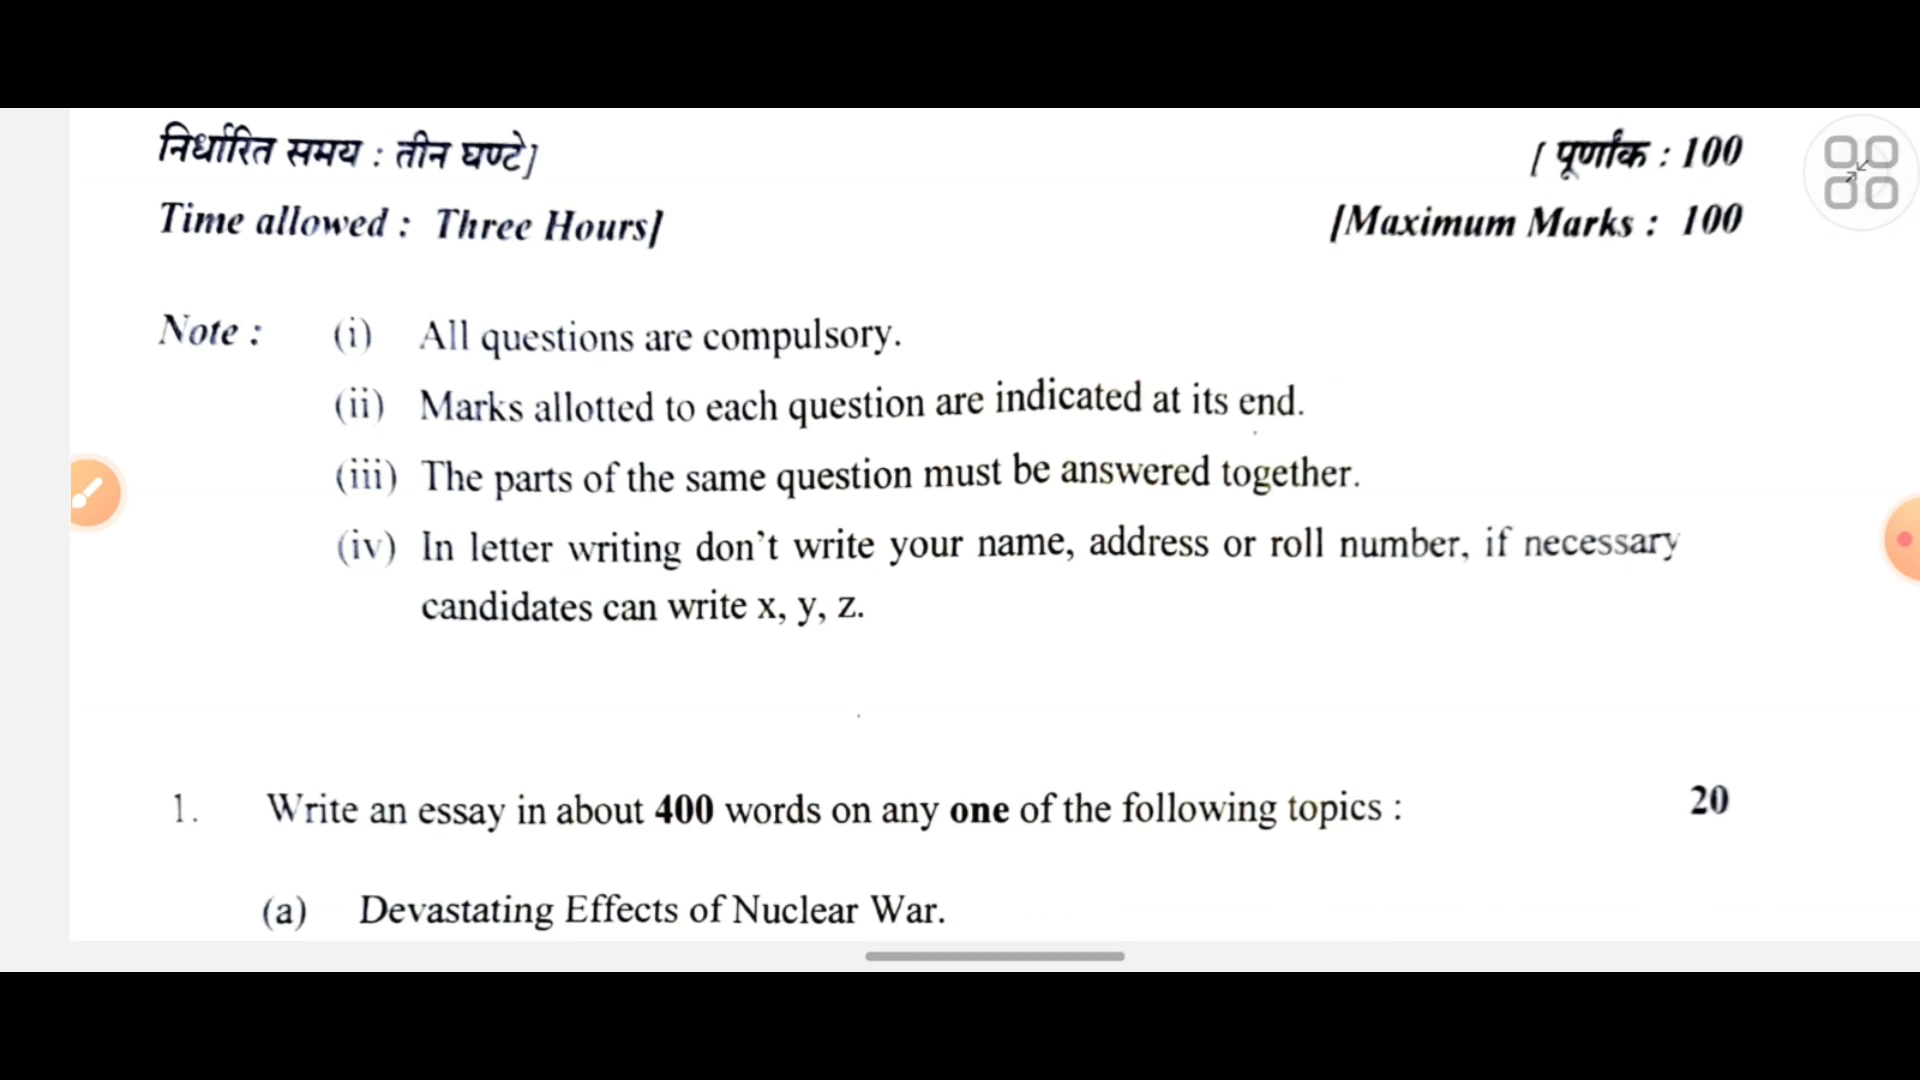 निर्धारित समय : तीन घण्टे]
[ पूर्णांक : 100
Time allowed : Three Hours]
[Maximum Marks : 100
Note : (i) All questions are compulsory.
(ii) Marks allotted to each question are indicated at its end.
(iii) The parts of the same question must be answered together.
(iv) In letter writing don't write your name, address or roll number, if necessary
candidates can write x, y, z.
1. Write an essay in about 400 words on any one of the following topics : 20
(a) Devastating Effects of Nuclear War.